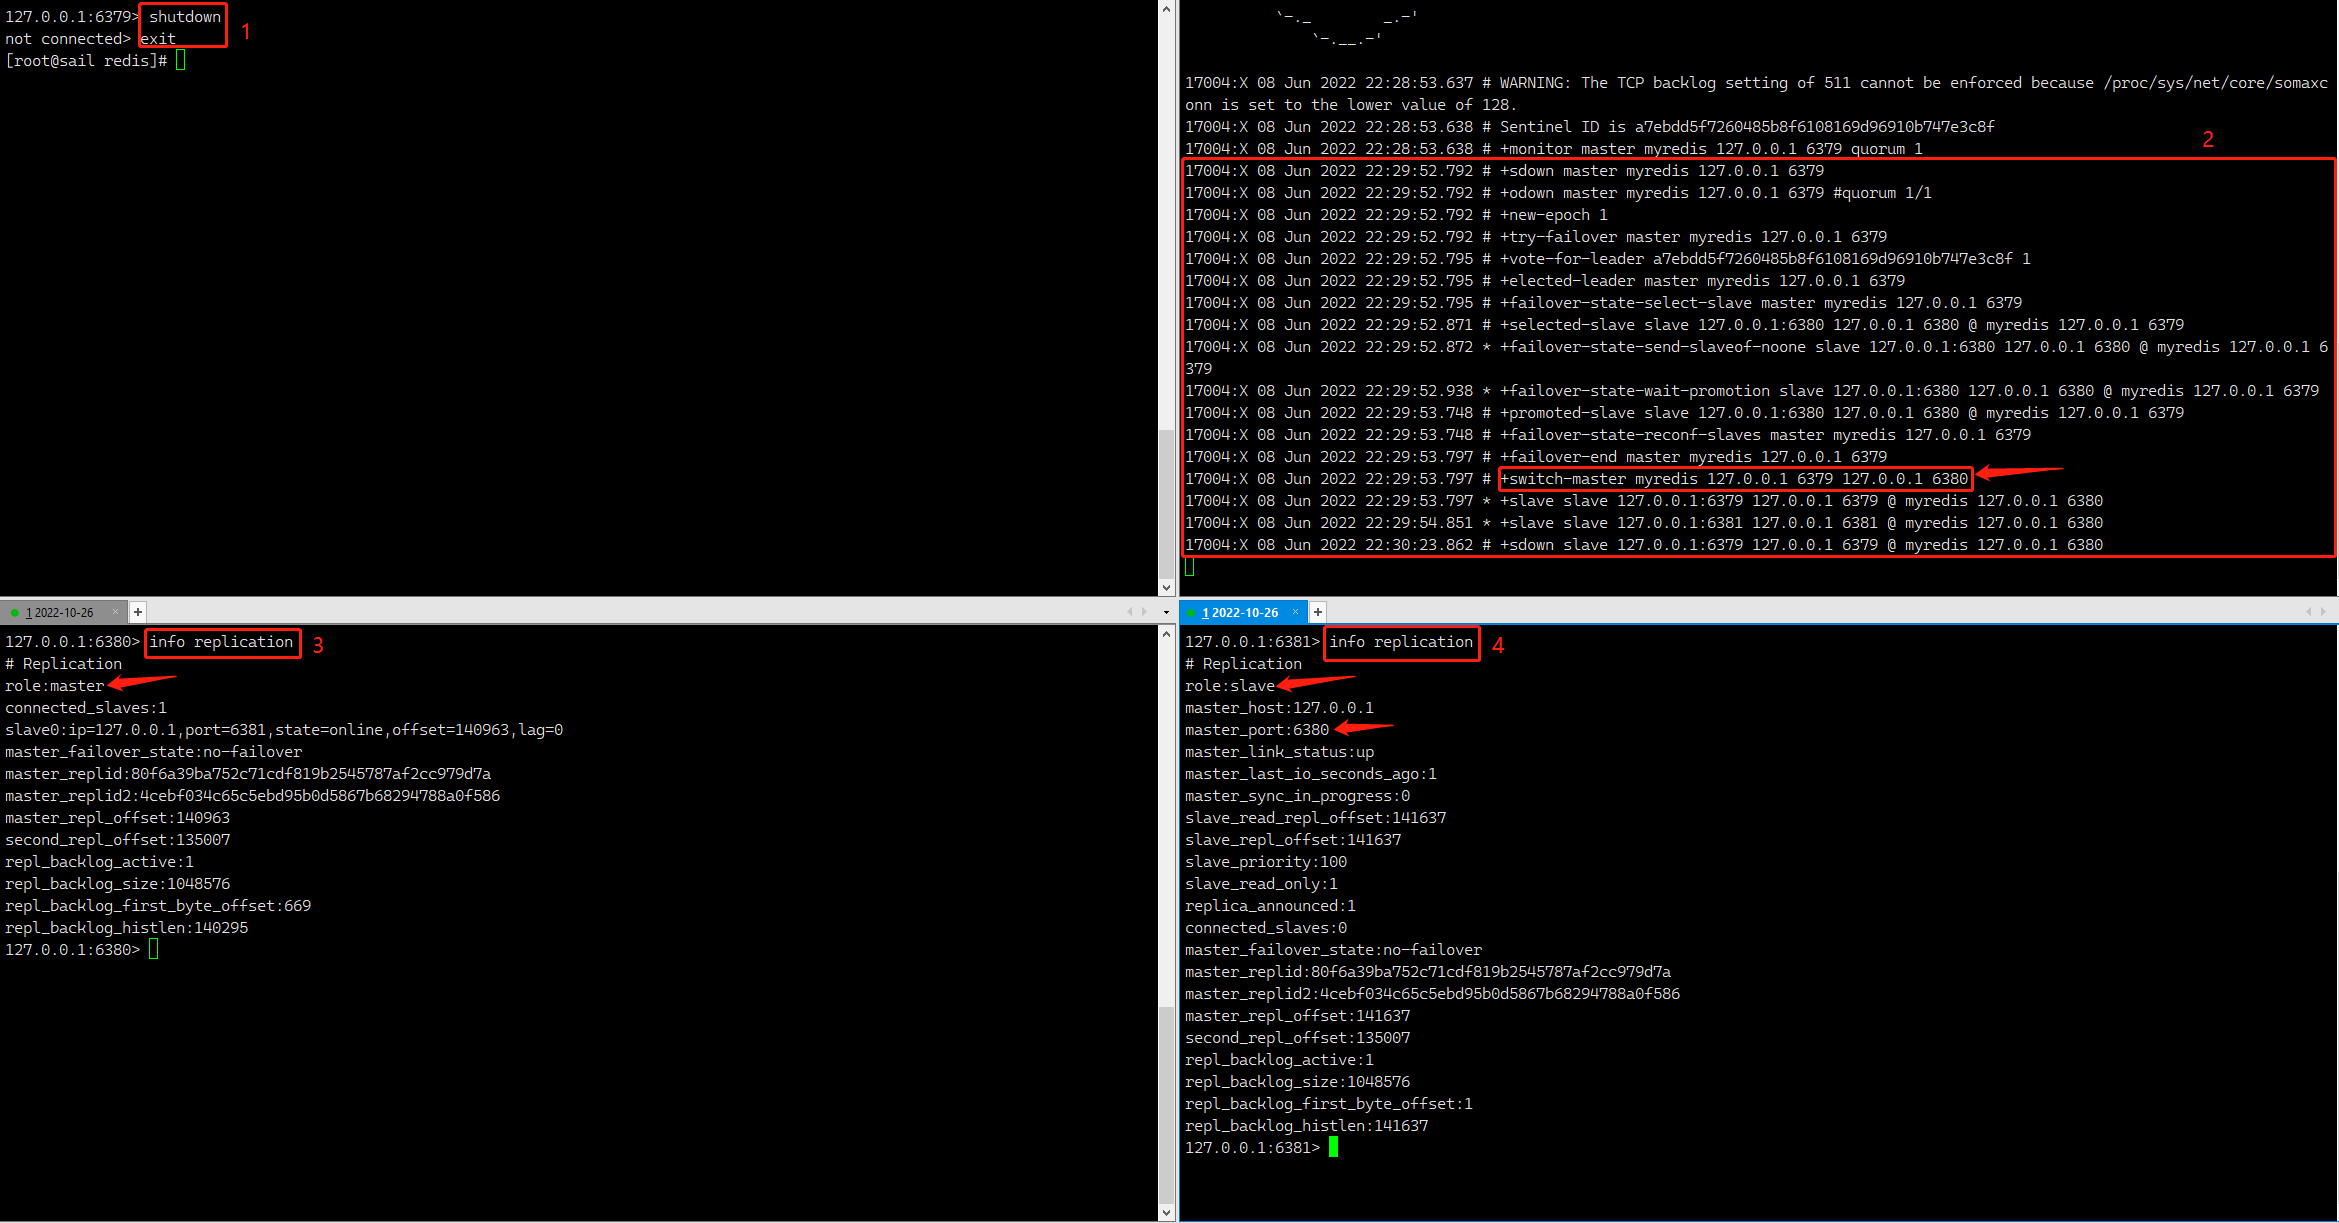 127.0.0.1:6379> shutdown
not connected> exit
[root@sail redis]#
1
`-._        _.-'
`-.__.-'
17004:X 08 Jun 2022 22:28:53.637 # WARNING: The TCP backlog setting of 511 cannot be enforced because /proc/sys/net/core/somaxc
onn is set to the lower value of 128.
17004:X 08 Jun 2022 22:28:53.638 # Sentinel ID is a7ebdd5f7260485b8f6108169d96910b747e3c8f
17004:X 08 Jun 2022 22:28:53.638 # +monitor master myredis 127.0.0.1 6379 quorum 1
2
17004:X 08 Jun 2022 22:29:52.792 # +sdown master myredis 127.0.0.1 6379
17004:X 08 Jun 2022 22:29:52.792 # +odown master myredis 127.0.0.1 6379 #quorum 1/1
17004:X 08 Jun 2022 22:29:52.792 # +new-epoch 1
17004:X 08 Jun 2022 22:29:52.792 # +try-failover master myredis 127.0.0.1 6379
17004:X 08 Jun 2022 22:29:52.795 # +vote-for-leader a7ebdd5f7260485b8f6108169d96910b747e3c8f 1
17004:X 08 Jun 2022 22:29:52.795 # +elected-leader master myredis 127.0.0.1 6379
17004:X 08 Jun 2022 22:29:52.795 # +failover-state-select-slave master myredis 127.0.0.1 6379
17004:X 08 Jun 2022 22:29:52.871 # +selected-slave slave 127.0.0.1:6380 127.0.0.1 6380 @ myredis 127.0.0.1 6379
17004:X 08 Jun 2022 22:29:52.872 * +failover-state-send-slaveof-noone slave 127.0.0.1:6380 127.0.0.1 6380 @ myredis 127.0.0.1 6
379
17004:X 08 Jun 2022 22:29:52.938 * +failover-state-wait-promotion slave 127.0.0.1:6380 127.0.0.1 6380 @ myredis 127.0.0.1 6379
17004:X 08 Jun 2022 22:29:53.748 # +promoted-slave slave 127.0.0.1:6380 127.0.0.1 6380 @ myredis 127.0.0.1 6379
17004:X 08 Jun 2022 22:29:53.748 # +failover-state-reconf-slaves master myredis 127.0.0.1 6379
17004:X 08 Jun 2022 22:29:53.797 # +failover-end master myredis 127.0.0.1 6379
17004:X 08 Jun 2022 22:29:53.797 # +switch-master myredis 127.0.0.1 6379 127.0.0.1 6380
17004:X 08 Jun 2022 22:29:53.797 * +slave slave 127.0.0.1:6379 127.0.0.1 6379 @ myredis 127.0.0.1 6380
17004:X 08 Jun 2022 22:29:54.851 * +slave slave 127.0.0.1:6381 127.0.0.1 6381 @ myredis 127.0.0.1 6380
17004:X 08 Jun 2022 22:30:23.862 # +sdown slave 127.0.0.1:6379 127.0.0.1 6379 @ myredis 127.0.0.1 6380
1 2022-10-26 × +
127.0.0.1:6380> info replication
3
# Replication
role:master
connected_slaves:1
slave0:ip=127.0.0.1,port=6381,state=online,offset=140963,lag=0
master_failover_state:no-failover
master_replid:80f6a39ba752c71cdf819b2545787af2cc979d7a
master_replid2:4cebf034c65c5ebd95b0d5867b68294788a0f586
master_repl_offset:140963
second_repl_offset:135007
repl_backlog_active:1
repl_backlog_size:1048576
repl_backlog_first_byte_offset:669
repl_backlog_histlen:140295
127.0.0.1:6380>
1 2022-10-26 × +
127.0.0.1:6381> info replication
4
# Replication
role:slave
master_host:127.0.0.1
master_port:6380
master_link_status:up
master_last_io_seconds_ago:1
master_sync_in_progress:0
slave_read_repl_offset:141637
slave_repl_offset:141637
slave_priority:100
slave_read_only:1
replica_announced:1
connected_slaves:0
master_failover_state:no-failover
master_replid:80f6a39ba752c71cdf819b2545787af2cc979d7a
master_replid2:4cebf034c65c5ebd95b0d5867b68294788a0f586
master_repl_offset:141637
second_repl_offset:135007
repl_backlog_active:1
repl_backlog_size:1048576
repl_backlog_first_byte_offset:1
repl_backlog_histlen:141637
127.0.0.1:6381>